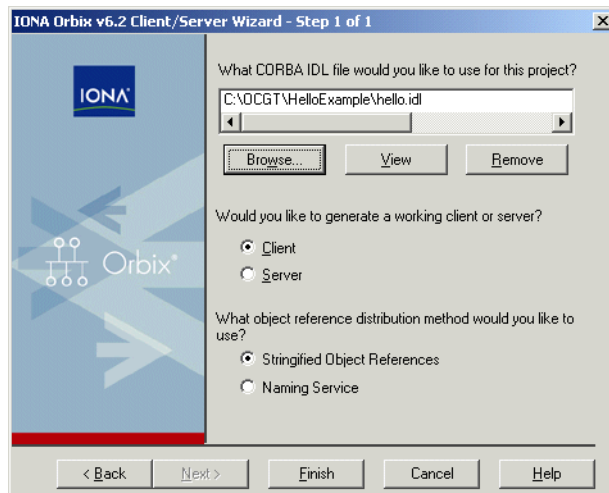 IONA Orbix v6.2 Client/Server Wizard - Step 1 of 1
IONA
Orbix
What CORBA IDL file would you like to use for this project?
C:\OCGT\HelloExample\hello.idl
Browse... View Remove
Would you like to generate a working client or server?
Client
Server
What object reference distribution method would you like to
use?
Stringified Object References
Naming Service
< Back Next > Finish Cancel Help